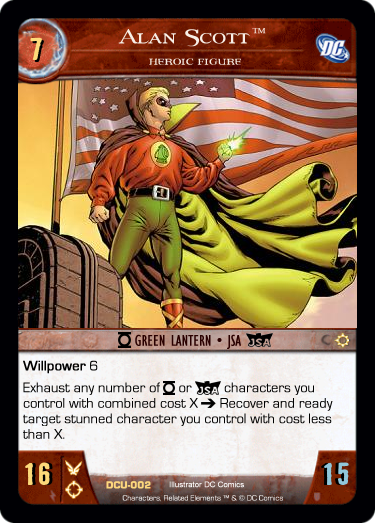 7
Alan Scott™
Heroic Figure
DC
GREEN LANTERN • JSA JSA
Willpower 6
Exhaust any number of or JSA characters you
control with combined cost X ➔ Recover and ready
target stunned character you control with cost less
than X.
16 DCU-002 Illustrator DC Comics 15
Characters, Related Elements ™ & © DC Comics